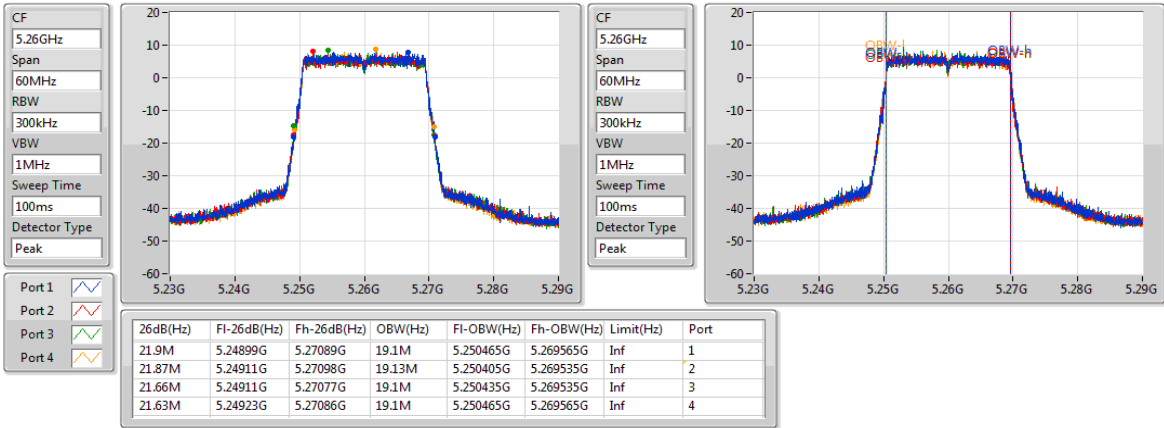 CF
5.26GHz
Span
60MHz
RBW
300kHz
VBW
1MHz
Sweep Time
100ms
Detector Type
Peak
20
10
0
-10
-20
-30
-40
-50
-60
5.23G 5.24G 5.25G 5.26G 5.27G 5.28G 5.29G
CF
5.26GHz
Span
60MHz
RBW
300kHz
VBW
1MHz
Sweep Time
100ms
Detector Type
Peak
20
10
0
-10
-20
-30
-40
-50
-60
OBW-l
OBW-h
5.23G 5.24G 5.25G 5.26G 5.27G 5.28G 5.29G
Port 1
Port 2
Port 3
Port 4
26dB(Hz) Fl-26dB(Hz) Fh-26dB(Hz) OBW(Hz) Fl-OBW(Hz) Fh-OBW(Hz) Limit(Hz) Port
21.9M 5.24899G 5.27089G 19.1M 5.250465G 5.269565G Inf 1
21.87M 5.24911G 5.27098G 19.13M 5.250405G 5.269535G Inf 2
21.66M 5.24911G 5.27077G 19.1M 5.250435G 5.269535G Inf 3
21.63M 5.24923G 5.27086G 19.1M 5.250465G 5.269565G Inf 4